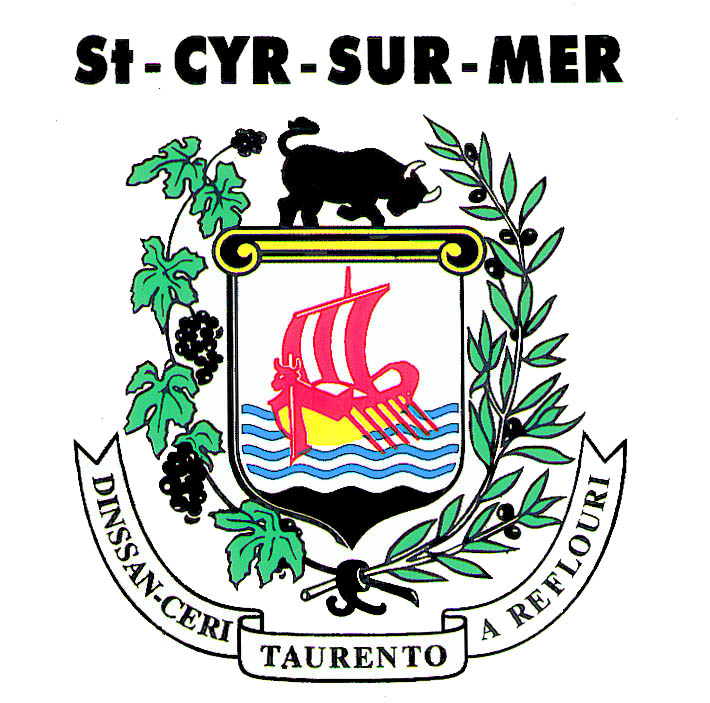 St-CYR-SUR-MER
DINSSAN-CERI
TAURENTO
A REFLOURI